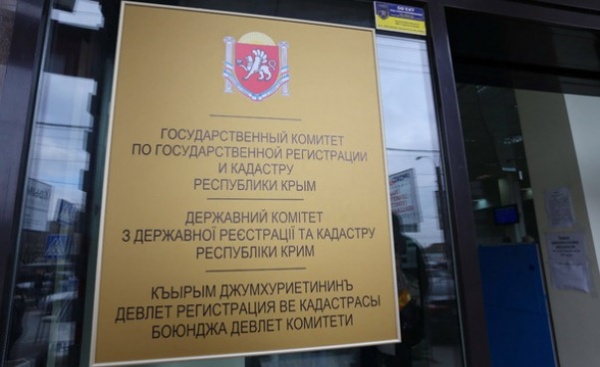 ГОСУДАРСТВЕННЫЙ КОМИТЕТ
ПО ГОСУДАРСТВЕННОЙ РЕГИСТРАЦИИ
И КАДАСТРУ
РЕСПУБЛИКИ КРЫМ
ДЕРЖАВНИЙ КОМІТЕТ
З ДЕРЖАВНОЇ РЕЄСТРАЦІЇ ТА КАДАСТРУ
РЕСПУБЛІКИ КРИМ
КЪЫРЫМ ДЖУМХУРИЕТИНИНЪ
ДЕВЛЕТ РЕГИСТРАЦИЯ ВЕ КАДАСТРАСЫ
БОЮНДЖА ДЕВЛЕТ КОМИТЕТИ